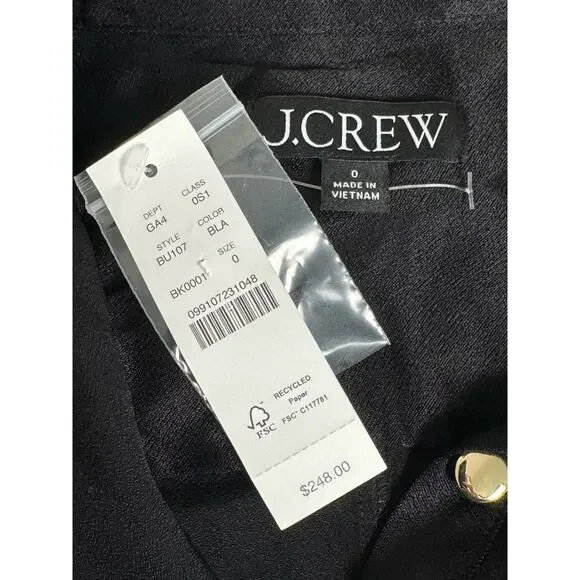 J.CREW
0
MADE IN
VIETNAM
DEPT CLASS
GA4 0S1
STYLE COLOR
BU107 BLA
SIZE
BK0001 0
099107231048
FSC
RECYCLED
Paper
FSC® C117781
$248.00